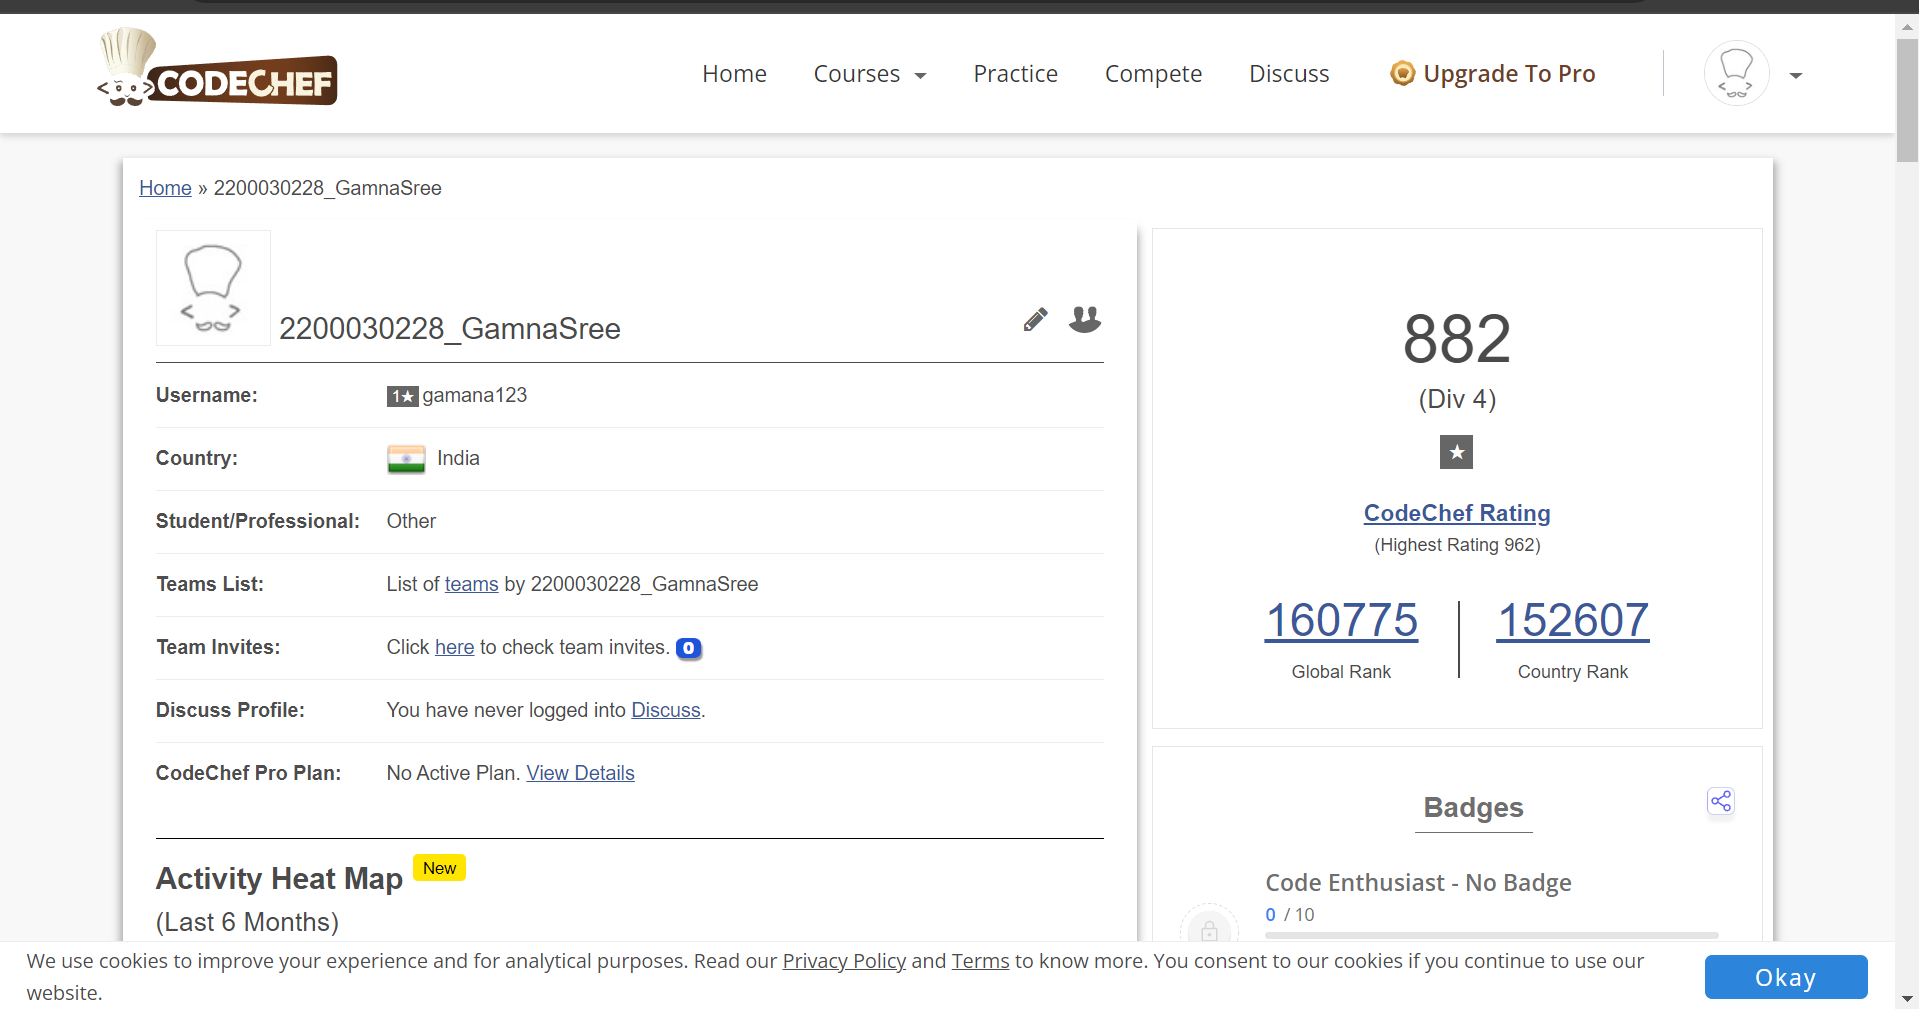 CODECHEF
Home Courses Practice Compete Discuss Upgrade To Pro
Home » 2200030228_GamnaSree
2200030228_GamnaSree
Username: 1★ gamana123
Country: India
Student/Professional: Other
Teams List: List of teams by 2200030228_GamnaSree
Team Invites: Click here to check team invites. 0
Discuss Profile: You have never logged into Discuss.
CodeChef Pro Plan: No Active Plan. View Details
Activity Heat Map New
(Last 6 Months)
882
(Div 4)
★
CodeChef Rating
(Highest Rating 962)
160775 152607
Global Rank Country Rank
Badges
Code Enthusiast - No Badge
0 / 10
We use cookies to improve your experience and for analytical purposes. Read our Privacy Policy and Terms to know more. You consent to our cookies if you continue to use our
website.
Okay